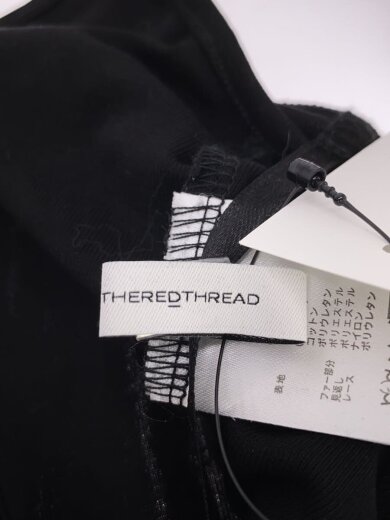 THEREDTHREAD
表地 コットン
ポリウレタン
ファー部分 ポリエステル
見返し ポリエステル
レース ナイロン
ポリウレタン